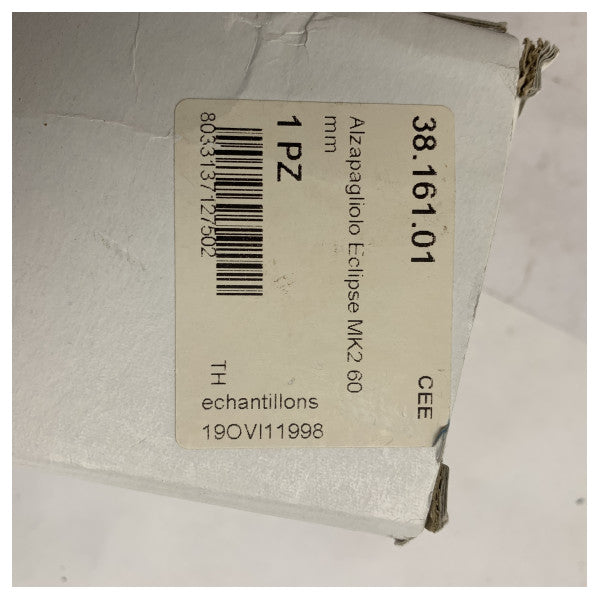 38.161.01
CEE
Alzapagliolo Eclipse MK2 60
mm
1 PZ
8033137127502
TH
echantillons
19OVI11998